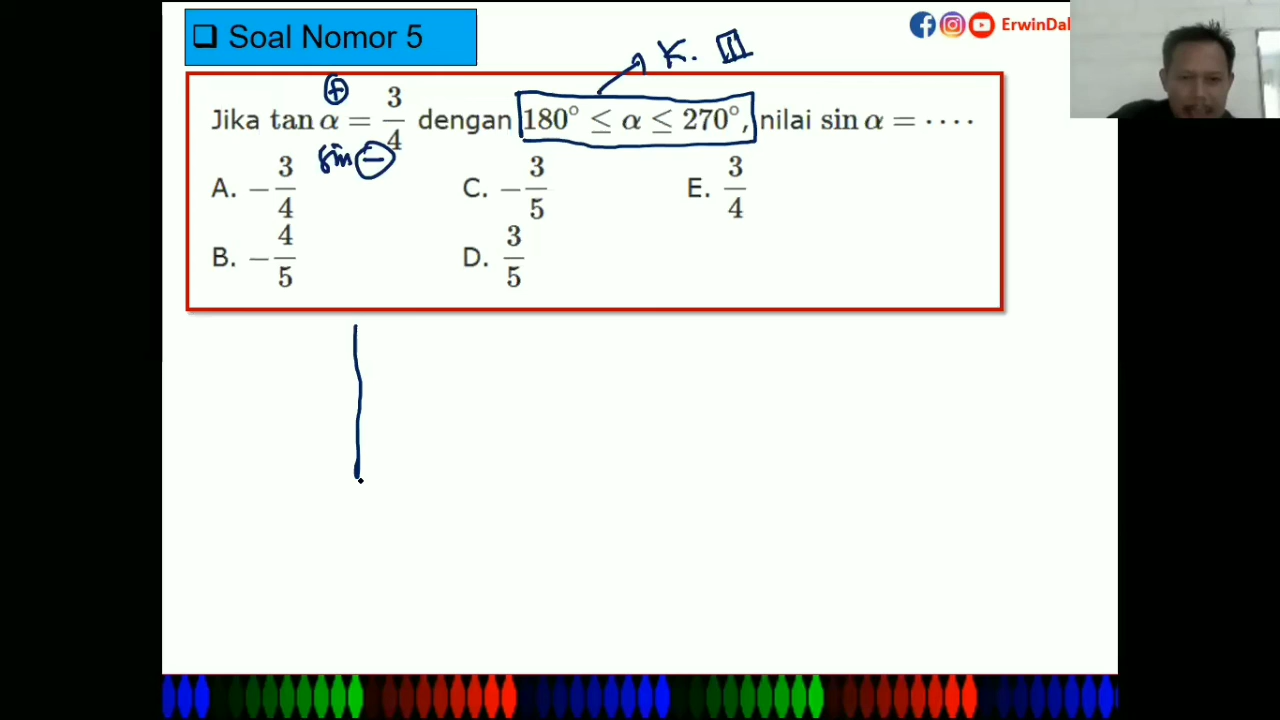 ❑ Soal Nomor 5
ErwinDal
K. III
+
Jika tan α = 3/4 dengan 180° ≤ α ≤ 270°, nilai sin α = ····
sin −
A. −3/4 C. −3/5 E. 3/4
B. −4/5 D. 3/5